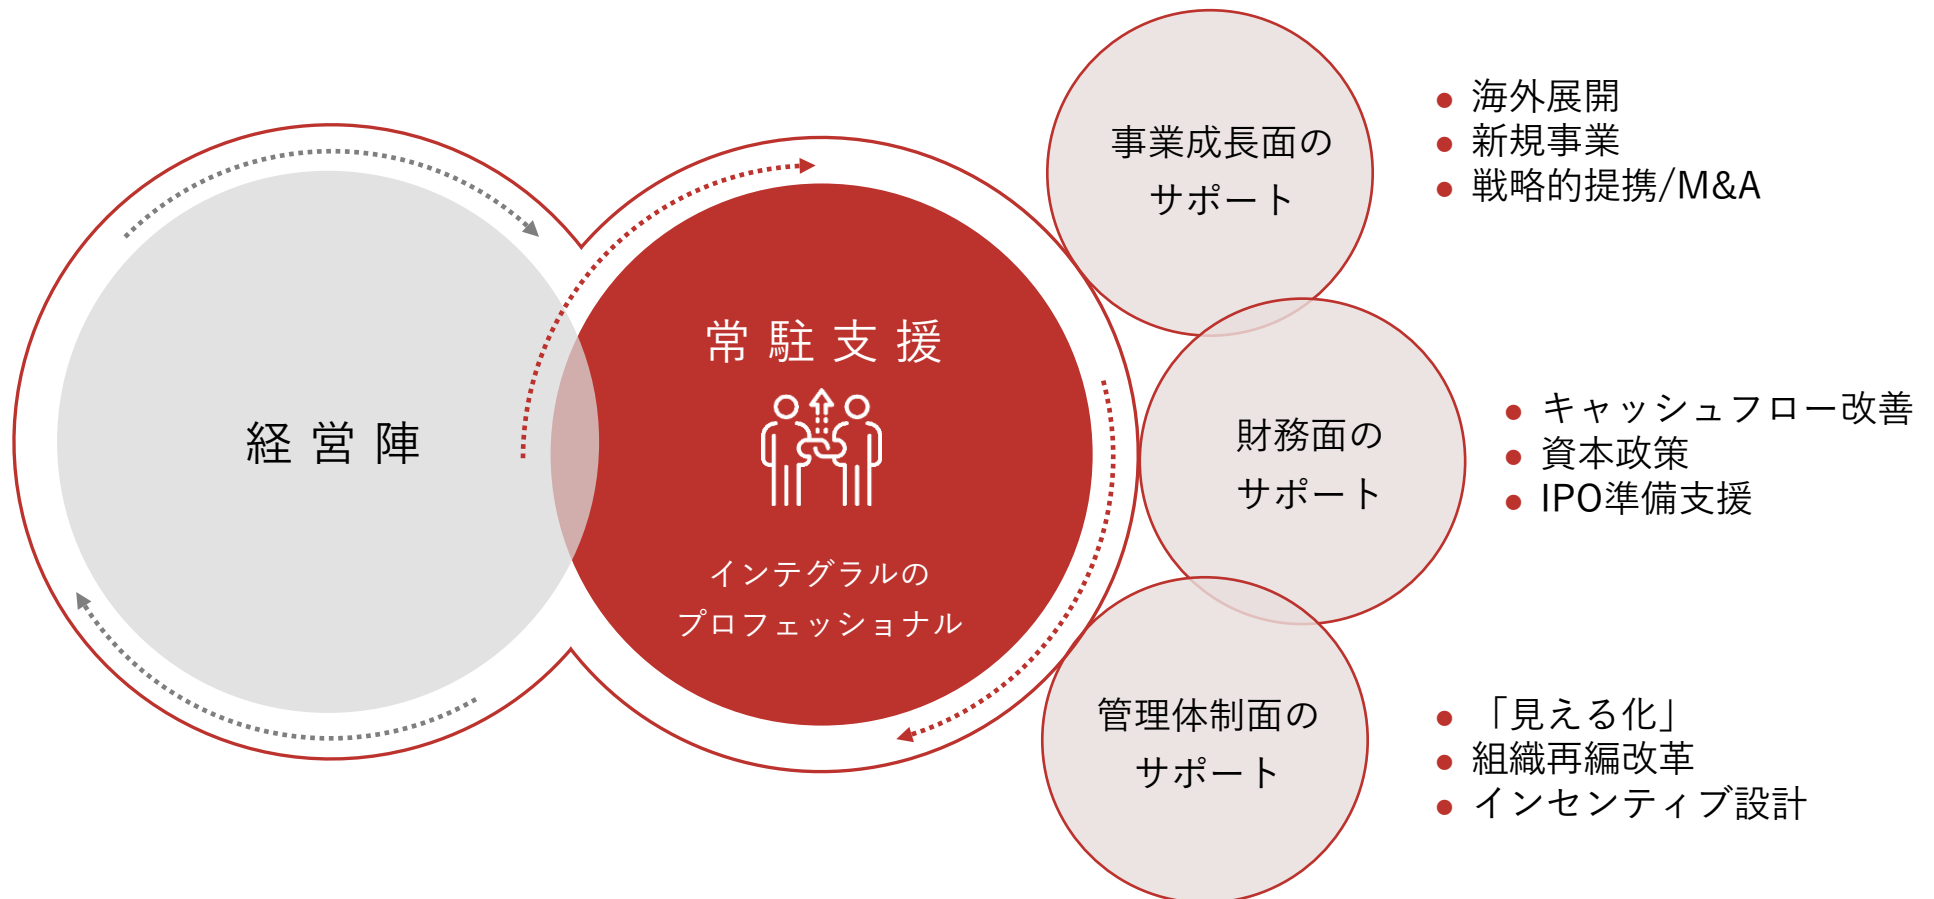 経営陣
常駐支援
インテグラルの
プロフェッショナル
事業成長面の
サポート
海外展開
新規事業
戦略的提携/M&A
財務面の
サポート
キャッシュフロー改善
資本政策
IPO準備支援
管理体制面の
サポート
「見える化」
組織再編改革
インセンティブ設計